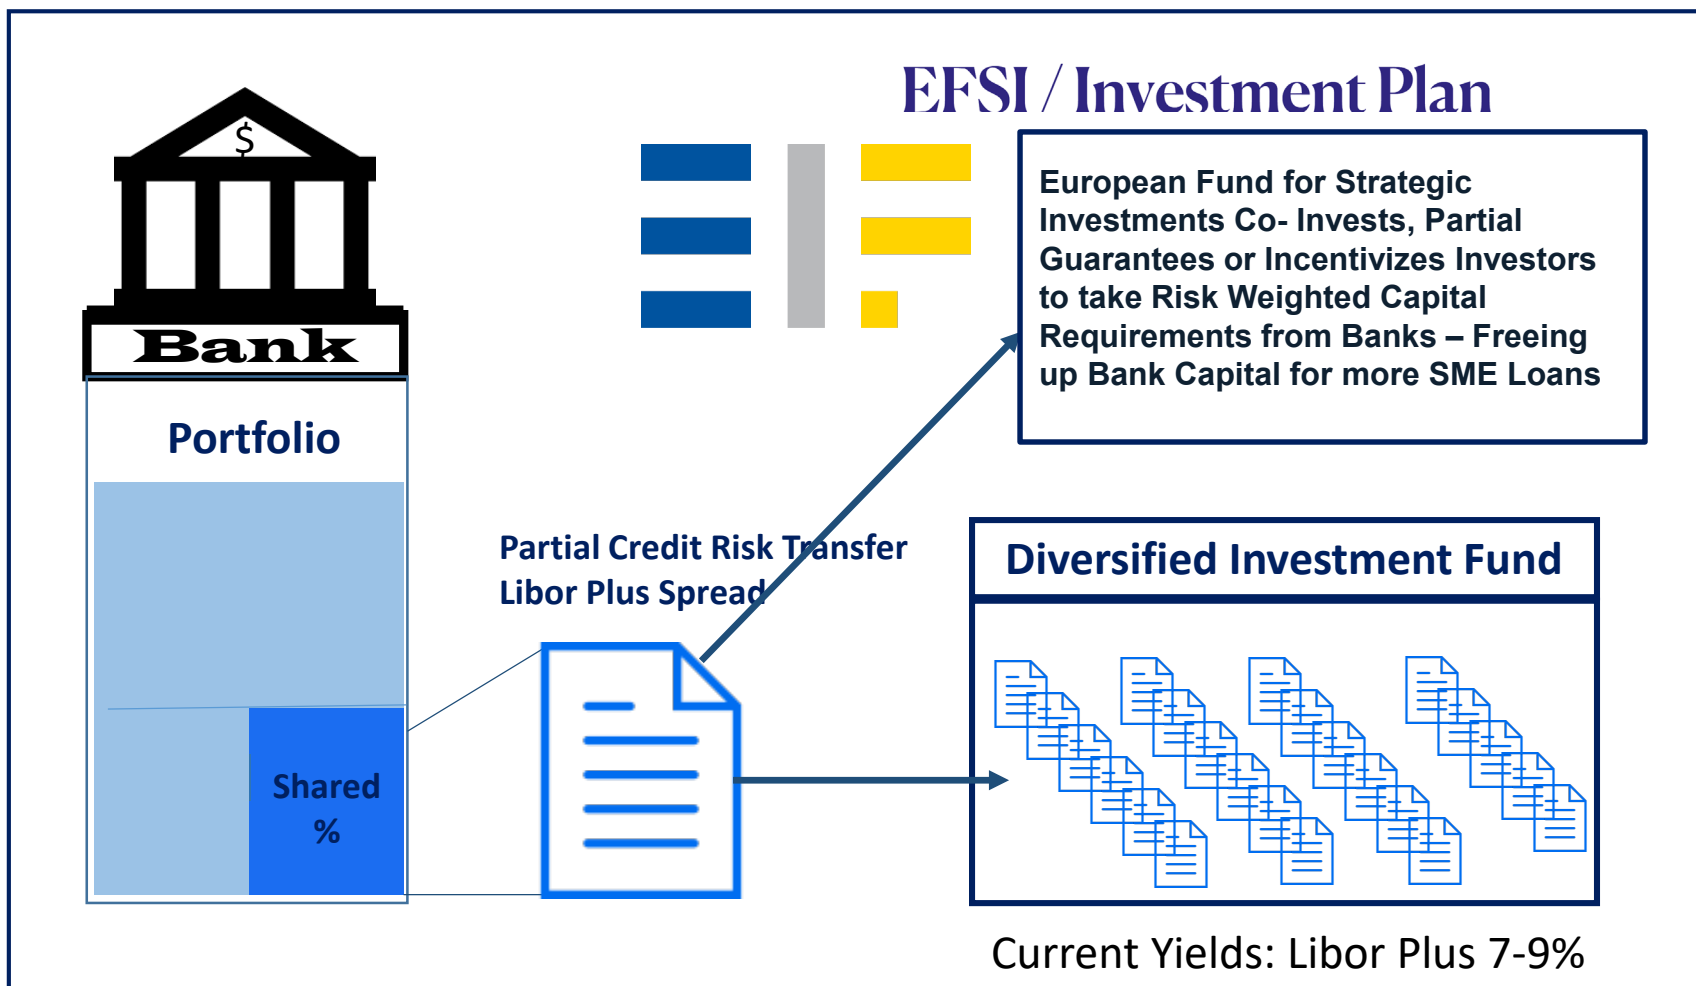 EFSI / Investment Plan
$
Bank
European Fund for Strategic
Investments Co- Invests, Partial
Guarantees or Incentivizes Investors
to take Risk Weighted Capital
Requirements from Banks – Freeing
up Bank Capital for more SME Loans
Portfolio
Partial Credit Risk Transfer
Libor Plus Spread
Diversified Investment Fund
Shared
%
Current Yields: Libor Plus 7-9%